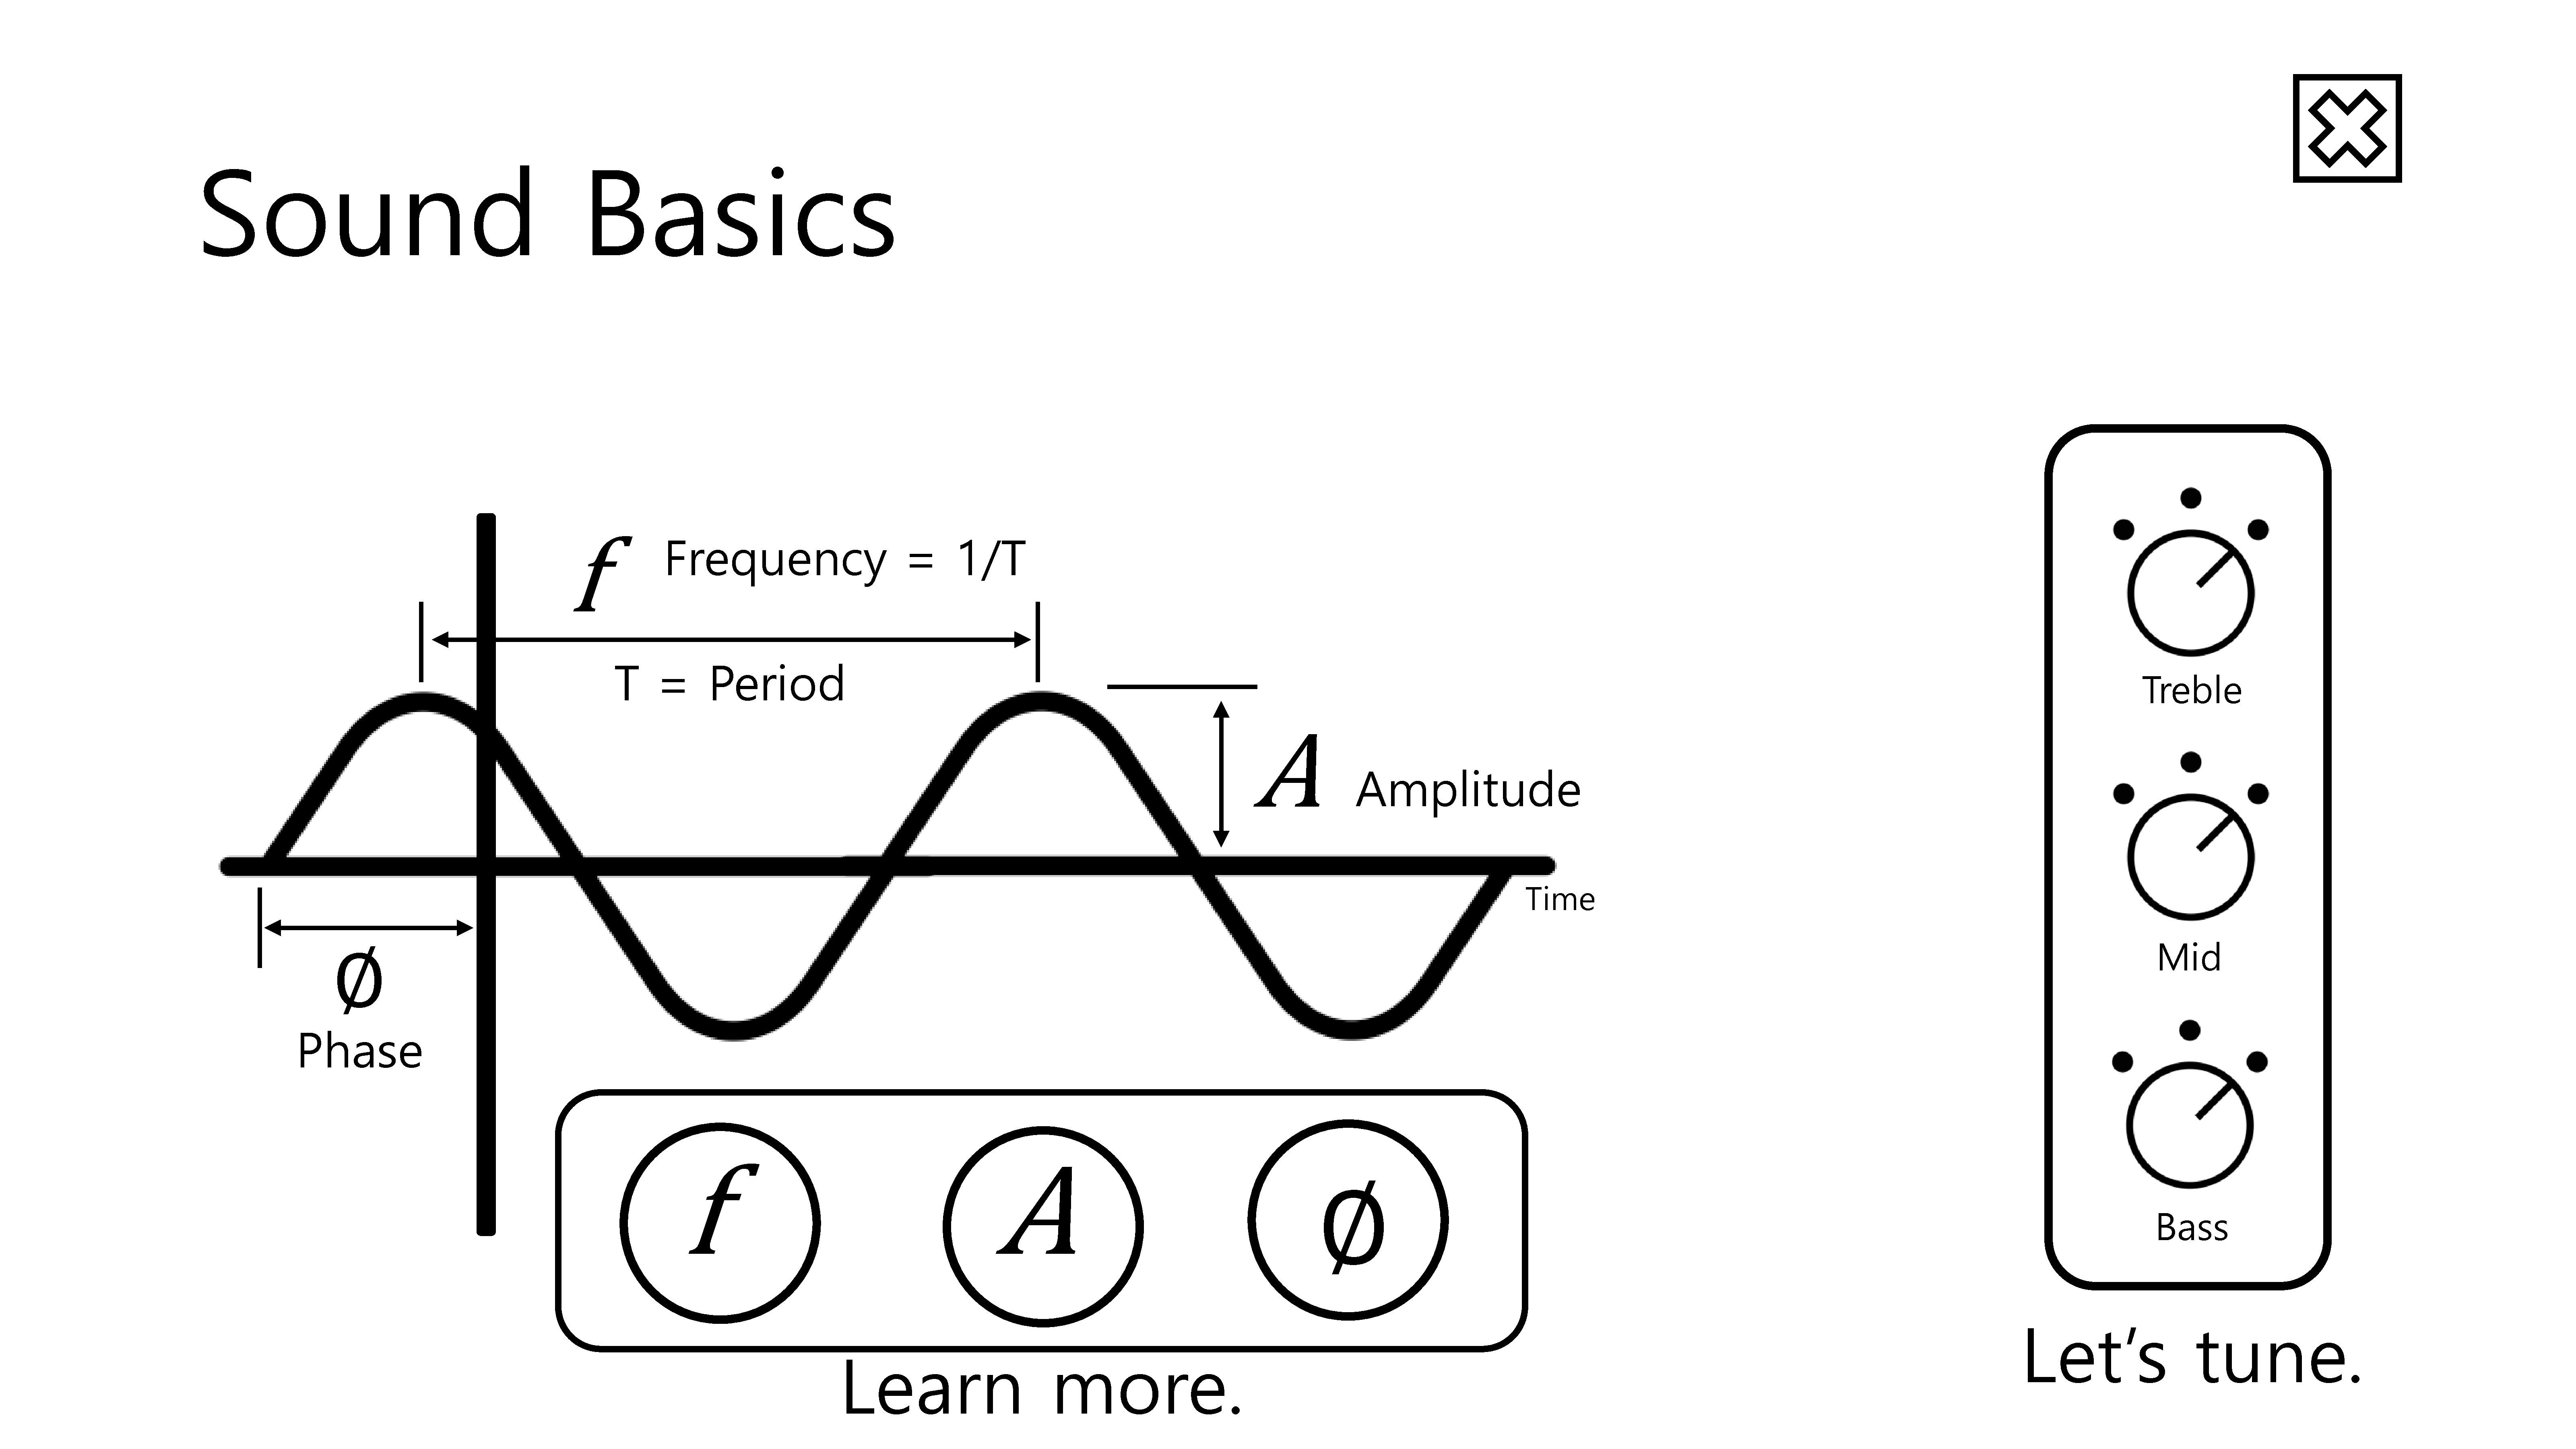 Sound Basics
f Frequency = 1/T
T = Period
A Amplitude
Time
∅
Phase
f A ∅
Learn more.
Treble
Mid
Bass
Let’s tune.